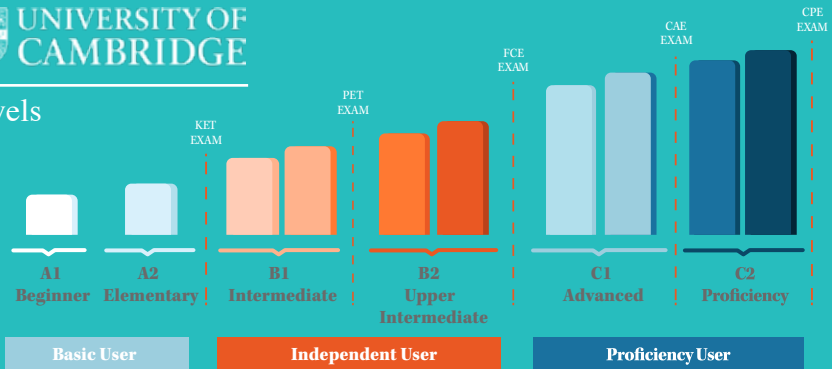 UNIVERSITY OF
CAMBRIDGE
CPE
EXAM
CAE
EXAM
FCE
EXAM
PET
EXAM
KET
EXAM
A1
Beginner
A2
Elementary
B1
Intermediate
B2
Upper
Intermediate
C1
Advanced
C2
Proficiency
Basic User
Independent User
Proficiency User